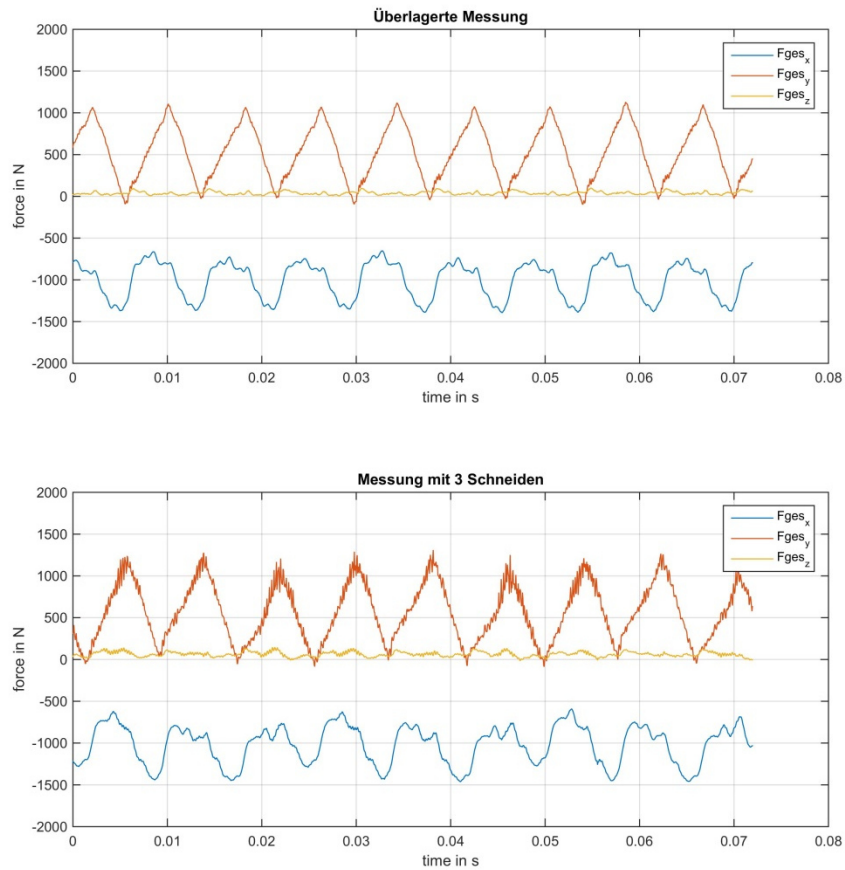 Überlagerte Messung
2000
1500
1000
500
0
-500
-1000
-1500
-2000
force in N
Fges_x
Fges_y
Fges_z
0 0.01 0.02 0.03 0.04 0.05 0.06 0.07 0.08
time in s
Messung mit 3 Schneiden
2000
1500
1000
500
0
-500
-1000
-1500
-2000
force in N
Fges_x
Fges_y
Fges_z
0 0.01 0.02 0.03 0.04 0.05 0.06 0.07 0.08
time in s